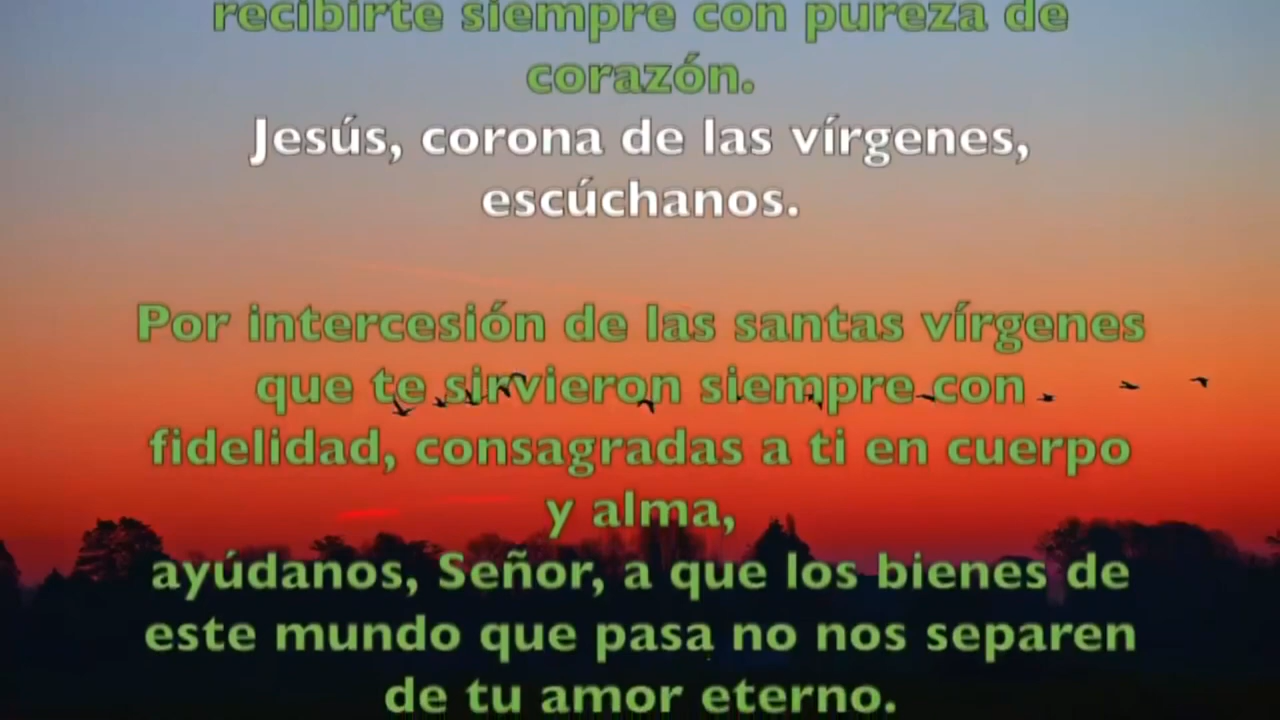 recibirte siempre con pureza de
corazón.
Jesús, corona de las vírgenes,
escúchanos.
Por intercesión de las santas vírgenes
que te sirvieron siempre con
fidelidad, consagradas a ti en cuerpo
y alma,
ayúdanos, Señor, a que los bienes de
este mundo que pasa no nos separen
de tu amor eterno.